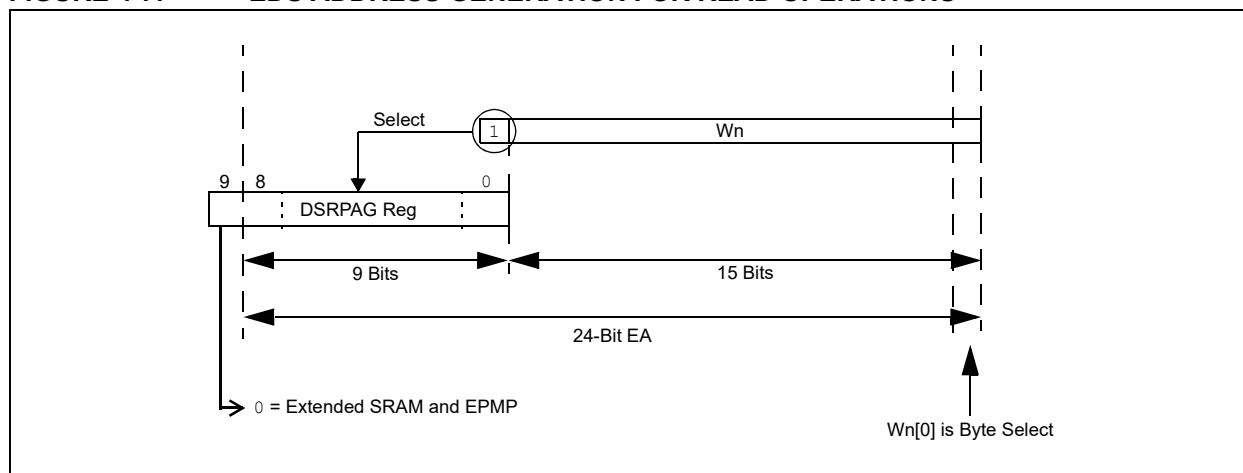 Select
1 Wn
9 8 0
DSRPAG Reg
9 Bits 15 Bits
24-Bit EA
0 = Extended SRAM and EPMP
Wn[0] is Byte Select